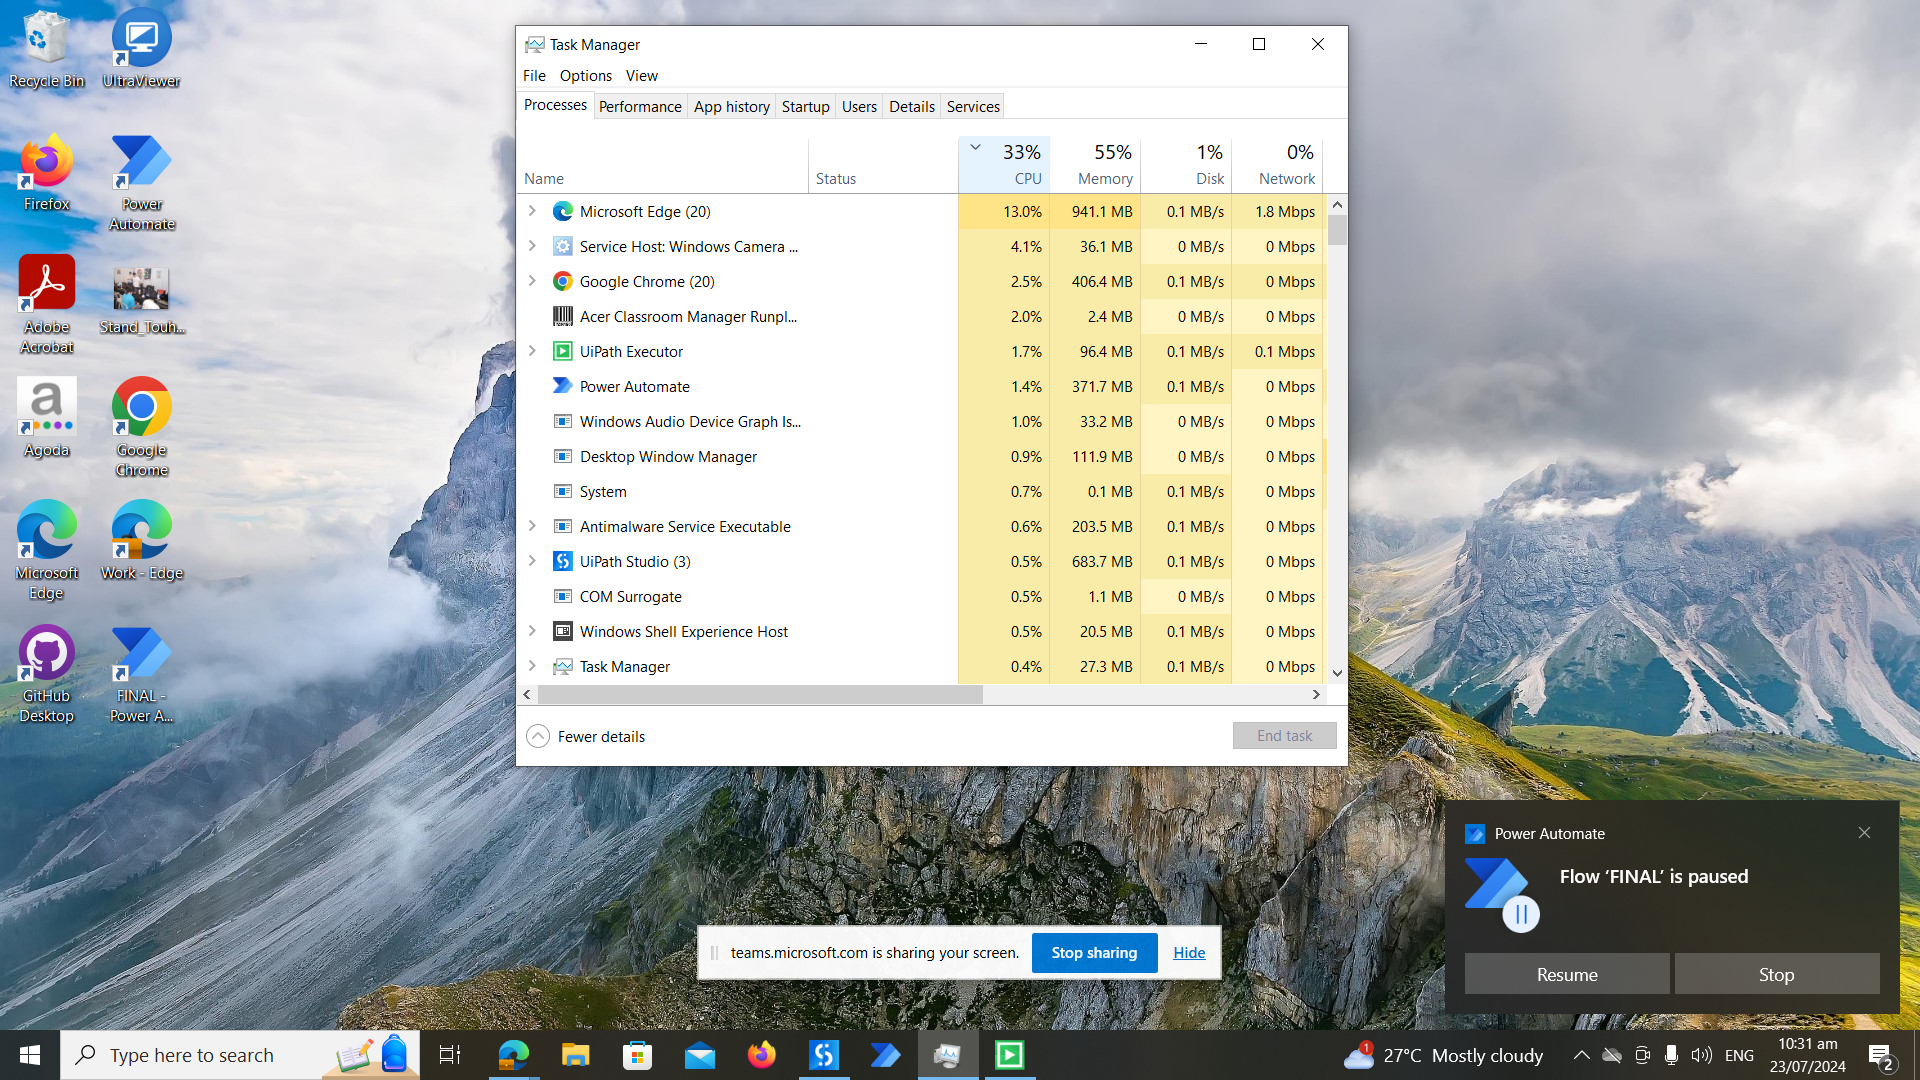 Recycle Bin
UltraViewer
Firefox
Power
Automate
Adobe
Acrobat
Stand_Touh...
Agoda
Google
Chrome
Microsoft
Edge
Work - Edge
GitHub
Desktop
FINAL -
Power A...
Task Manager
File Options View
Processes Performance App history Startup Users Details Services
33% 55% 1% 0%
Name Status CPU Memory Disk Network
Microsoft Edge (20) 13.0% 941.1 MB 0.1 MB/s 1.8 Mbps
Service Host: Windows Camera ... 4.1% 36.1 MB 0 MB/s 0 Mbps
Google Chrome (20) 2.5% 406.4 MB 0.1 MB/s 0 Mbps
Acer Classroom Manager Runpl... 2.0% 2.4 MB 0 MB/s 0 Mbps
UiPath Executor 1.7% 96.4 MB 0.1 MB/s 0.1 Mbps
Power Automate 1.4% 371.7 MB 0.1 MB/s 0 Mbps
Windows Audio Device Graph Is... 1.0% 33.2 MB 0 MB/s 0 Mbps
Desktop Window Manager 0.9% 111.9 MB 0 MB/s 0 Mbps
System 0.7% 0.1 MB 0.1 MB/s 0 Mbps
Antimalware Service Executable 0.6% 203.5 MB 0.1 MB/s 0 Mbps
UiPath Studio (3) 0.5% 683.7 MB 0.1 MB/s 0 Mbps
COM Surrogate 0.5% 1.1 MB 0 MB/s 0 Mbps
Windows Shell Experience Host 0.5% 20.5 MB 0.1 MB/s 0 Mbps
Task Manager 0.4% 27.3 MB 0.1 MB/s 0 Mbps
Fewer details
End task
Power Automate
Flow ‘FINAL’ is paused
Resume Stop
teams.microsoft.com is sharing your screen. Stop sharing Hide
Type here to search
1
27°C Mostly cloudy
ENG
10:31 am
23/07/2024
2